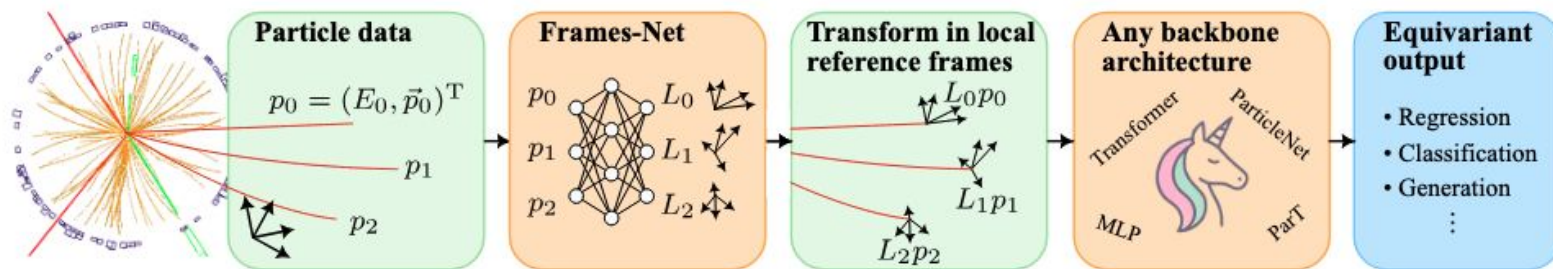 Particle data
p₀ = (E₀, p⃗₀)ᵀ
p₁
p₂
Frames-Net
p₀
L₀
p₁
L₁
p₂
L₂
Transform in local
reference frames
L₀p₀
L₁p₁
L₂p₂
Any backbone
architecture
Transformer
ParticleNet
MLP
ParT
Equivariant
output
• Regression
• Classification
• Generation
⋮